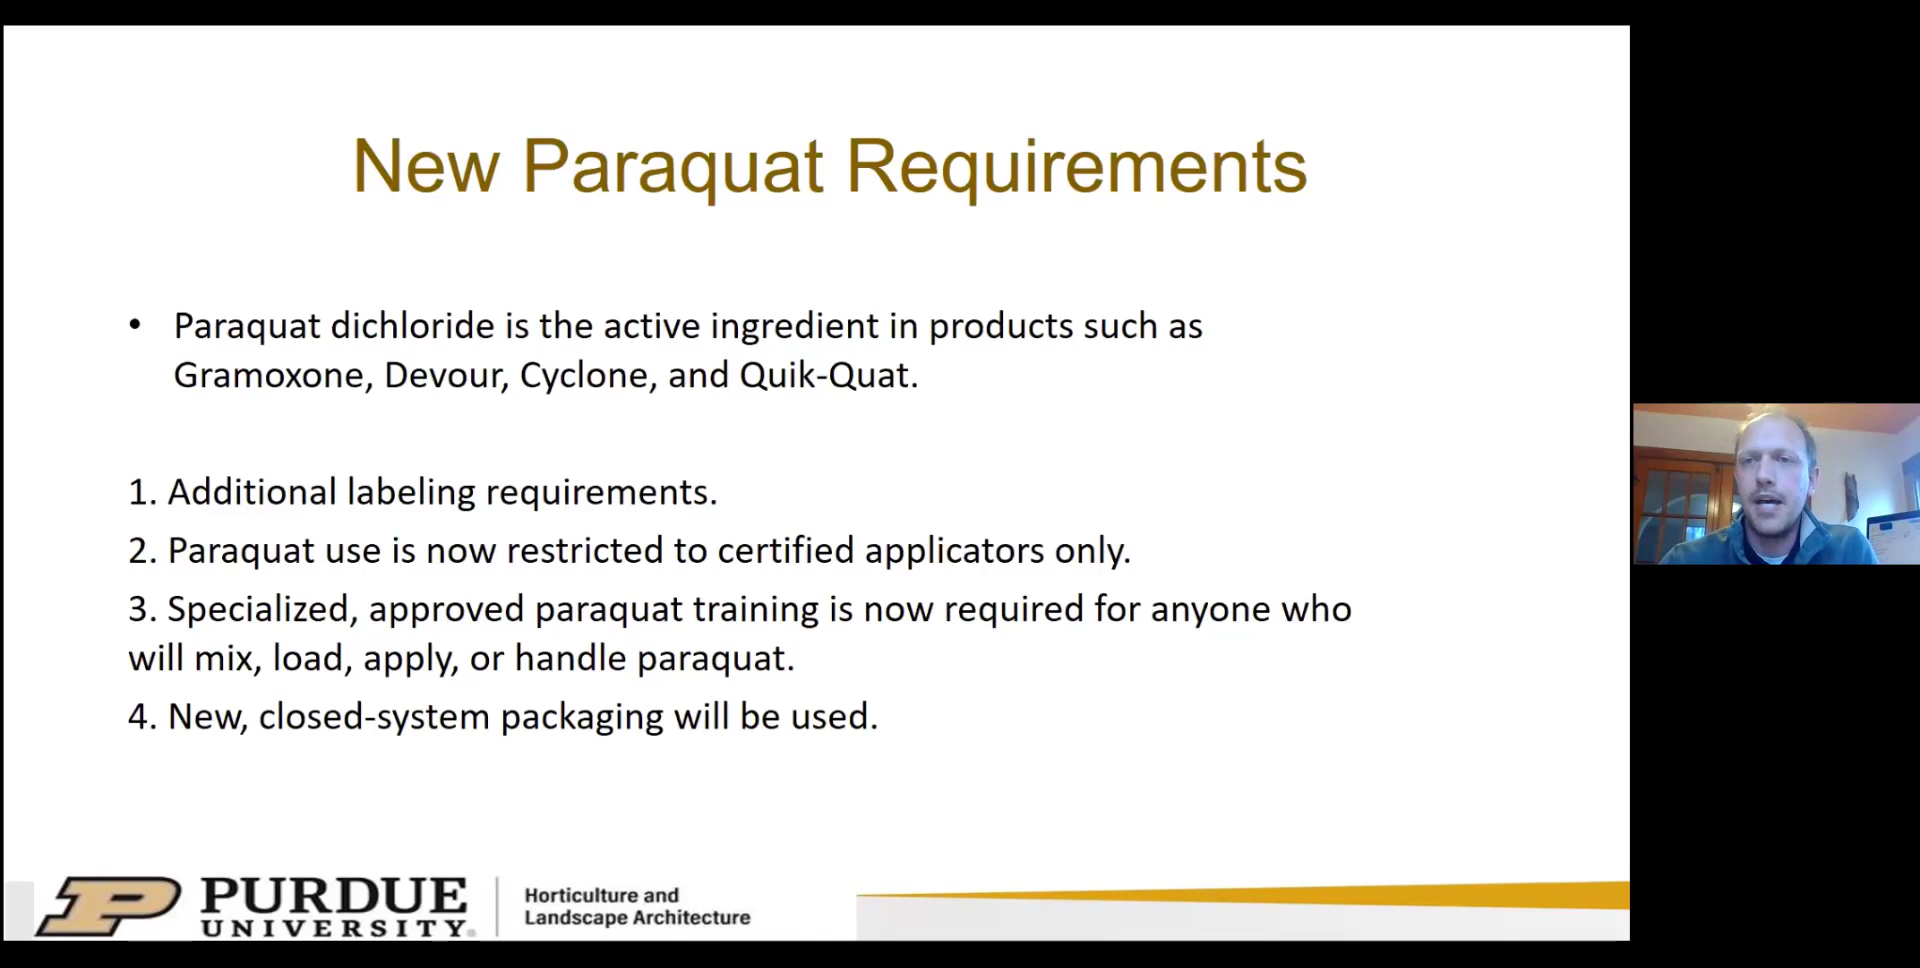 New Paraquat Requirements
• Paraquat dichloride is the active ingredient in products such as
Gramoxone, Devour, Cyclone, and Quik-Quat.
1. Additional labeling requirements.
2. Paraquat use is now restricted to certified applicators only.
3. Specialized, approved paraquat training is now required for anyone who
will mix, load, apply, or handle paraquat.
4. New, closed-system packaging will be used.
P
PURDUE
UNIVERSITY®
Horticulture and
Landscape Architecture